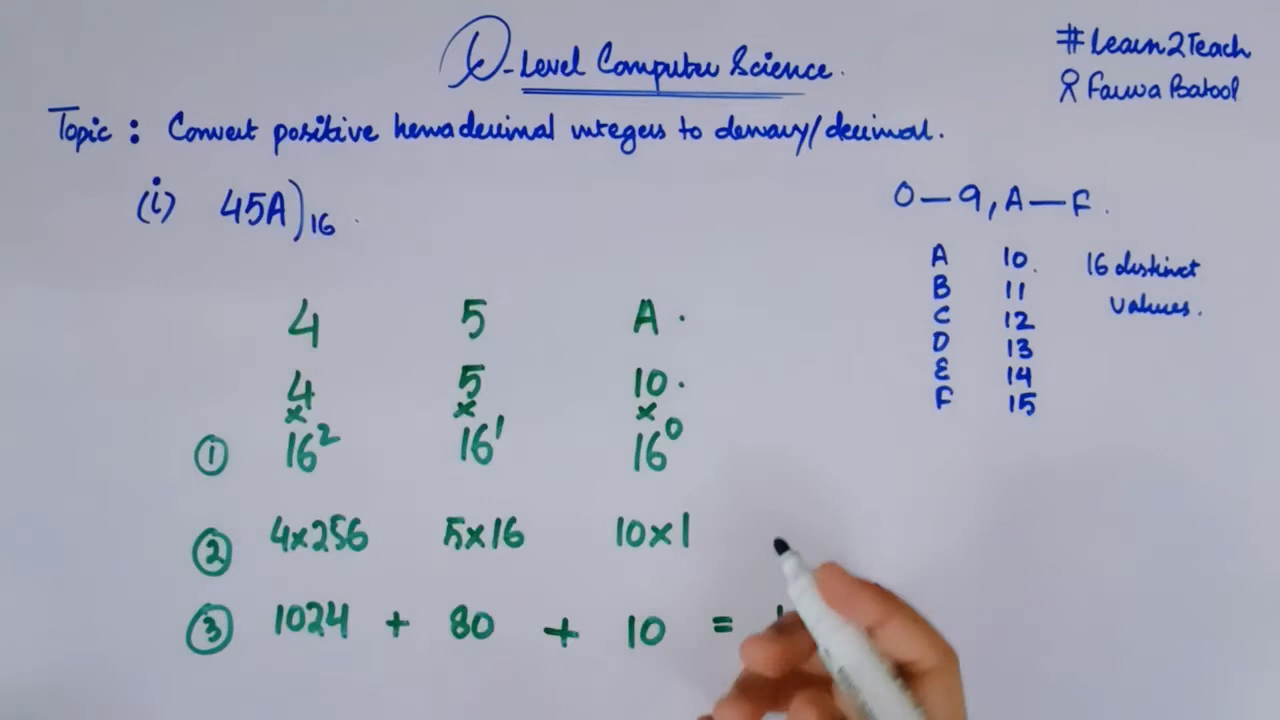 O-Level Computer Science.
#Learn2Teach
Farwa Batool
Topic: Convert positive hexadecimal integers to denary/decimal.
(i) 45A)16
0—9, A—F.
A 10
B 11
C 12
D 13
E 14
F 15
16 distinct
values.
4 5 A
4 5 10
× × ×
① 16² 16¹ 16⁰
② 4×256 5×16 10×1
③ 1024 + 80 + 10 =